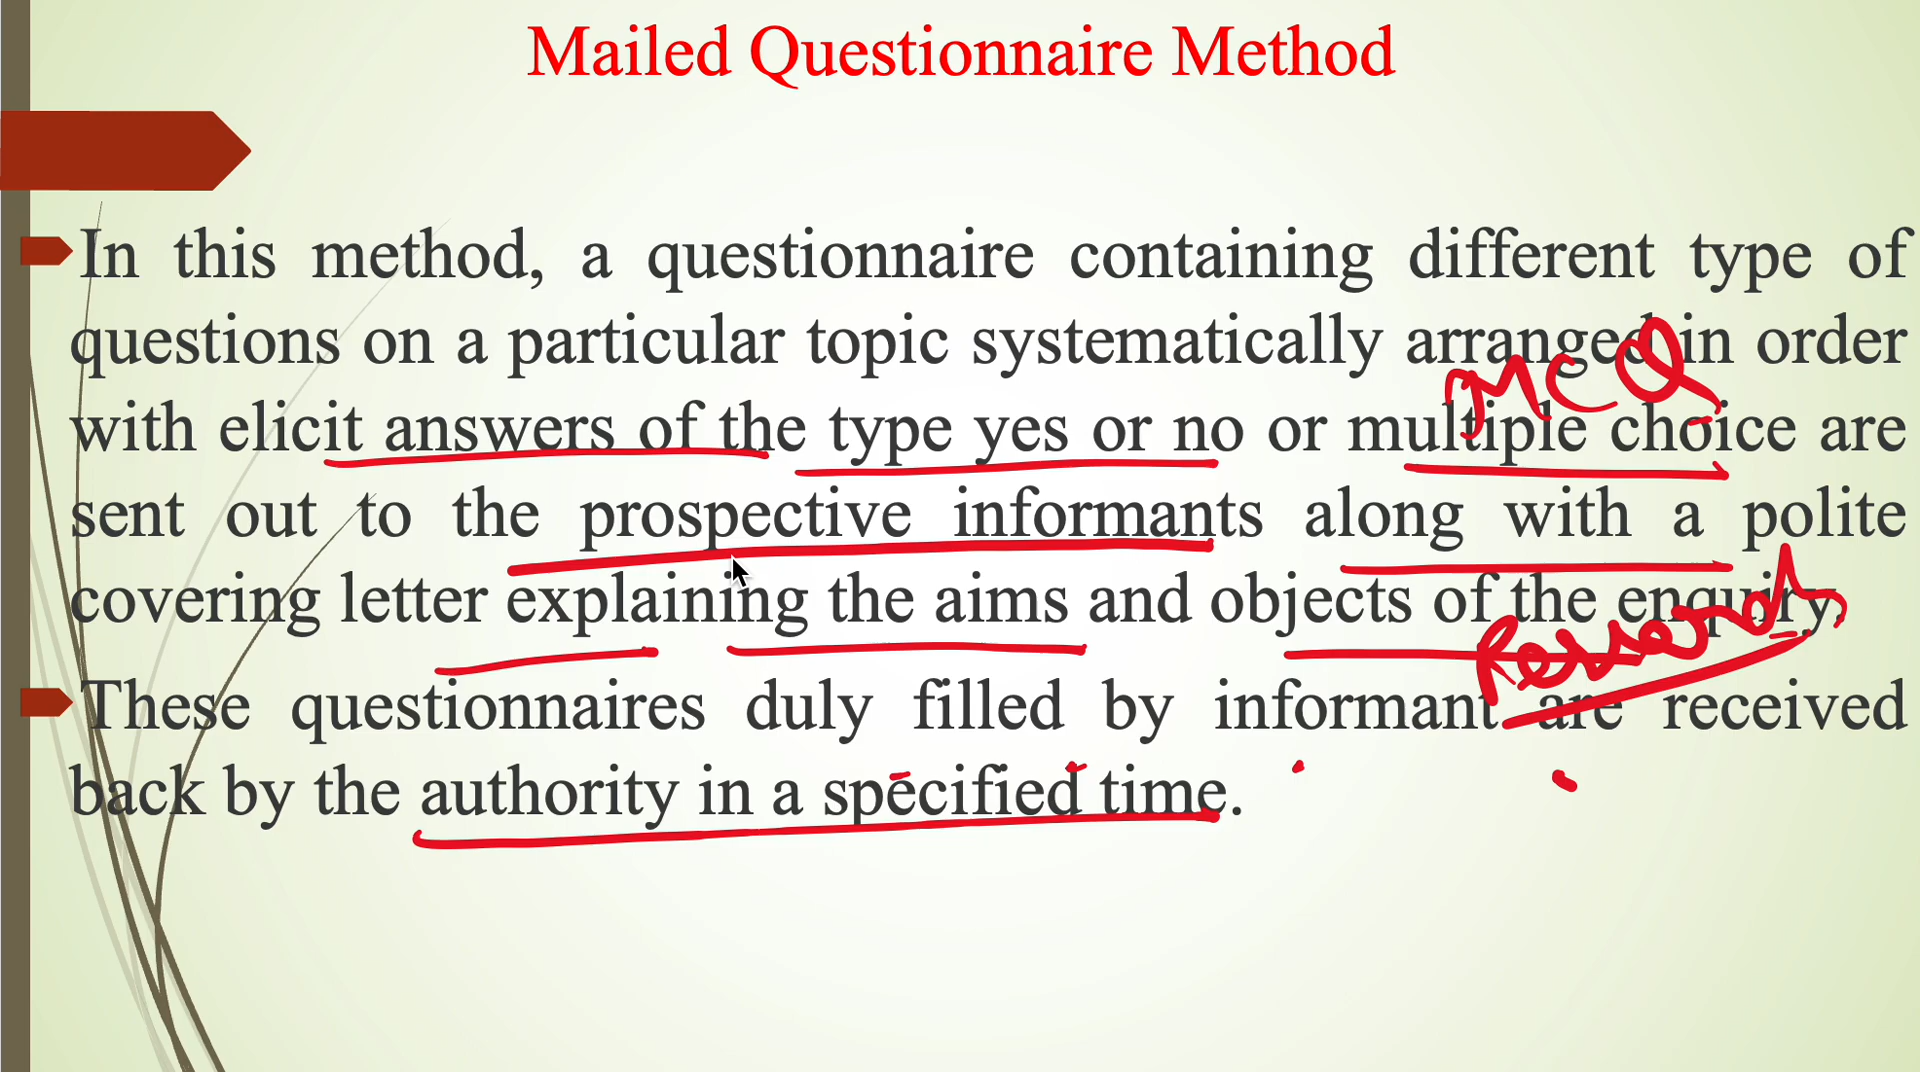 Mailed Questionnaire Method
In this method, a questionnaire containing different type of
questions on a particular topic systematically arranged in order
MCQ
with elicit answers of the type yes or no or multiple choice are
sent out to the prospective informants along with a polite
covering letter explaining the aims and objects of the enquiry.
These questionnaires duly filled by informant are received
back by the authority in a specified time.